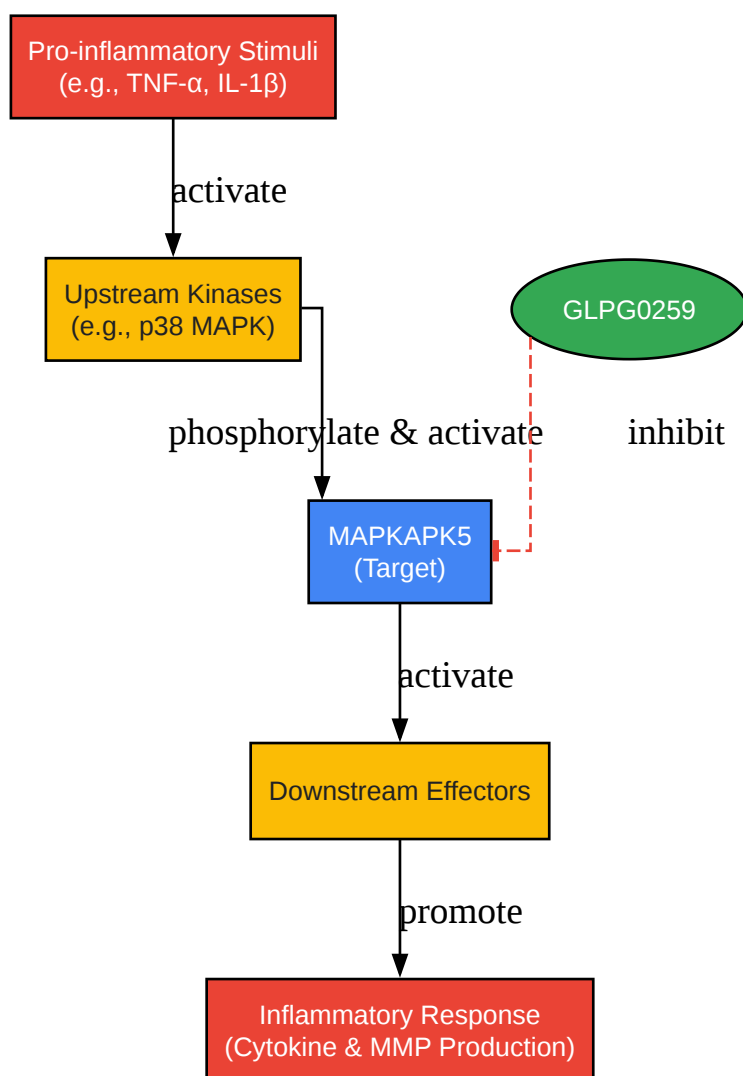 Pro-inflammatory Stimuli
(e.g., TNF-α, IL-1β)
activate
Upstream Kinases
(e.g., p38 MAPK)
GLPG0259
phosphorylate & activate
inhibit
MAPKAPK5
(Target)
activate
Downstream Effectors
promote
Inflammatory Response
(Cytokine & MMP Production)